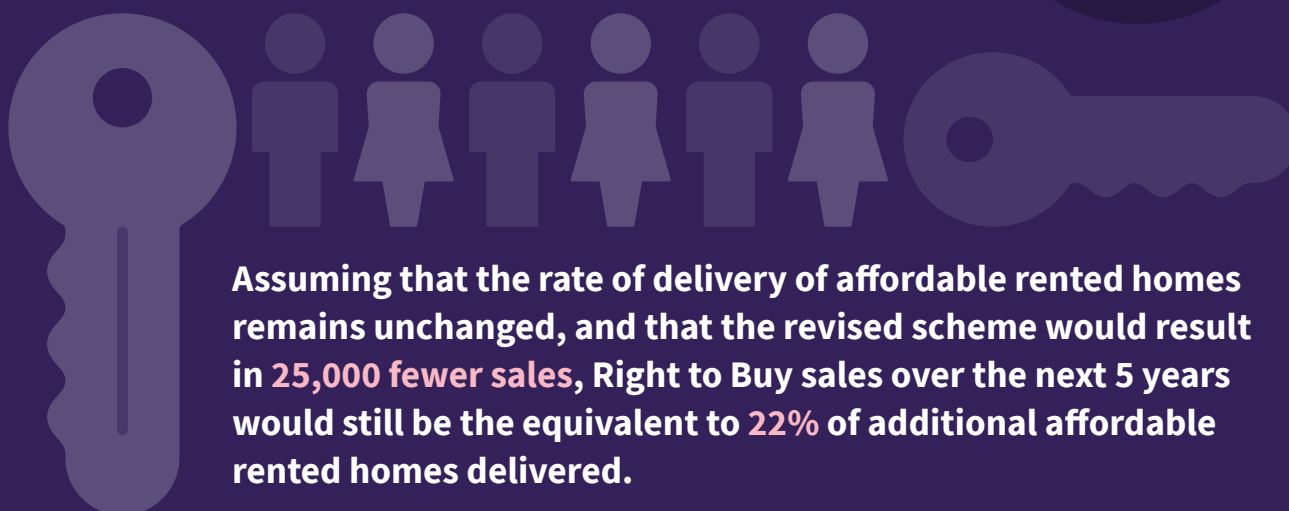 Assuming that the rate of delivery of affordable rented homes
remains unchanged, and that the revised scheme would result
in 25,000 fewer sales, Right to Buy sales over the next 5 years
would still be the equivalent to 22% of additional affordable
rented homes delivered.